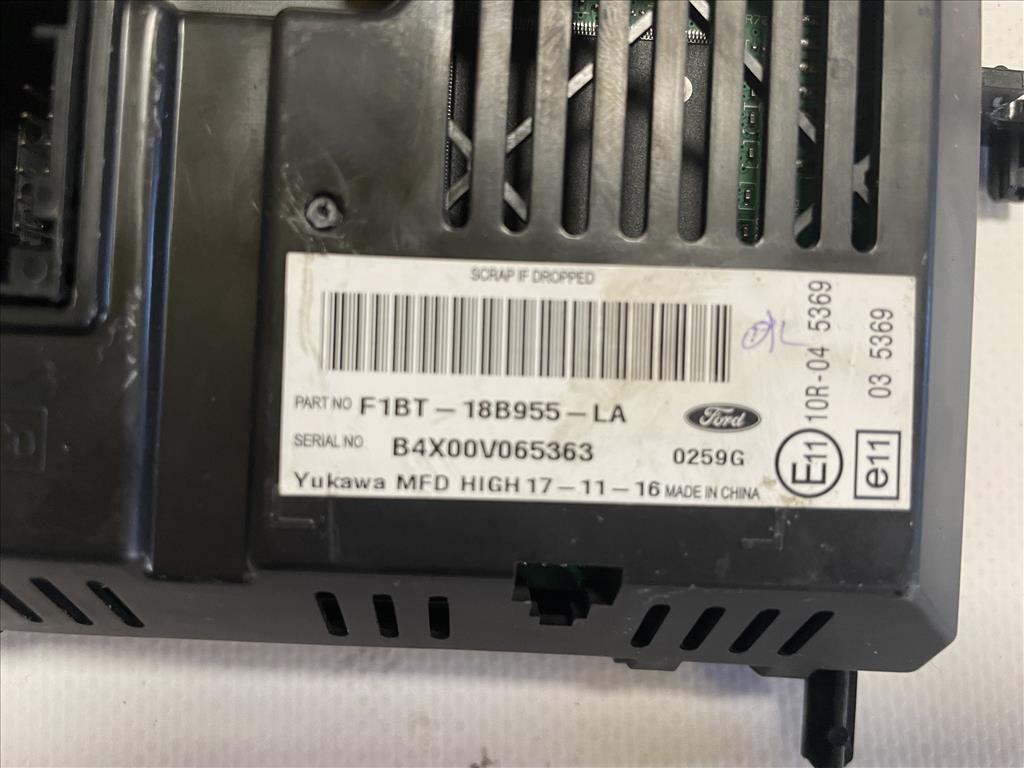 SCRAP IF DROPPED
PART NO F1BT-18B955-LA
Ford
SERIAL NO. B4X00V065363
0259G
Yukawa MFD HIGH 17-11-16 MADE IN CHINA
E11 10R-04 5369
e11 03 5369